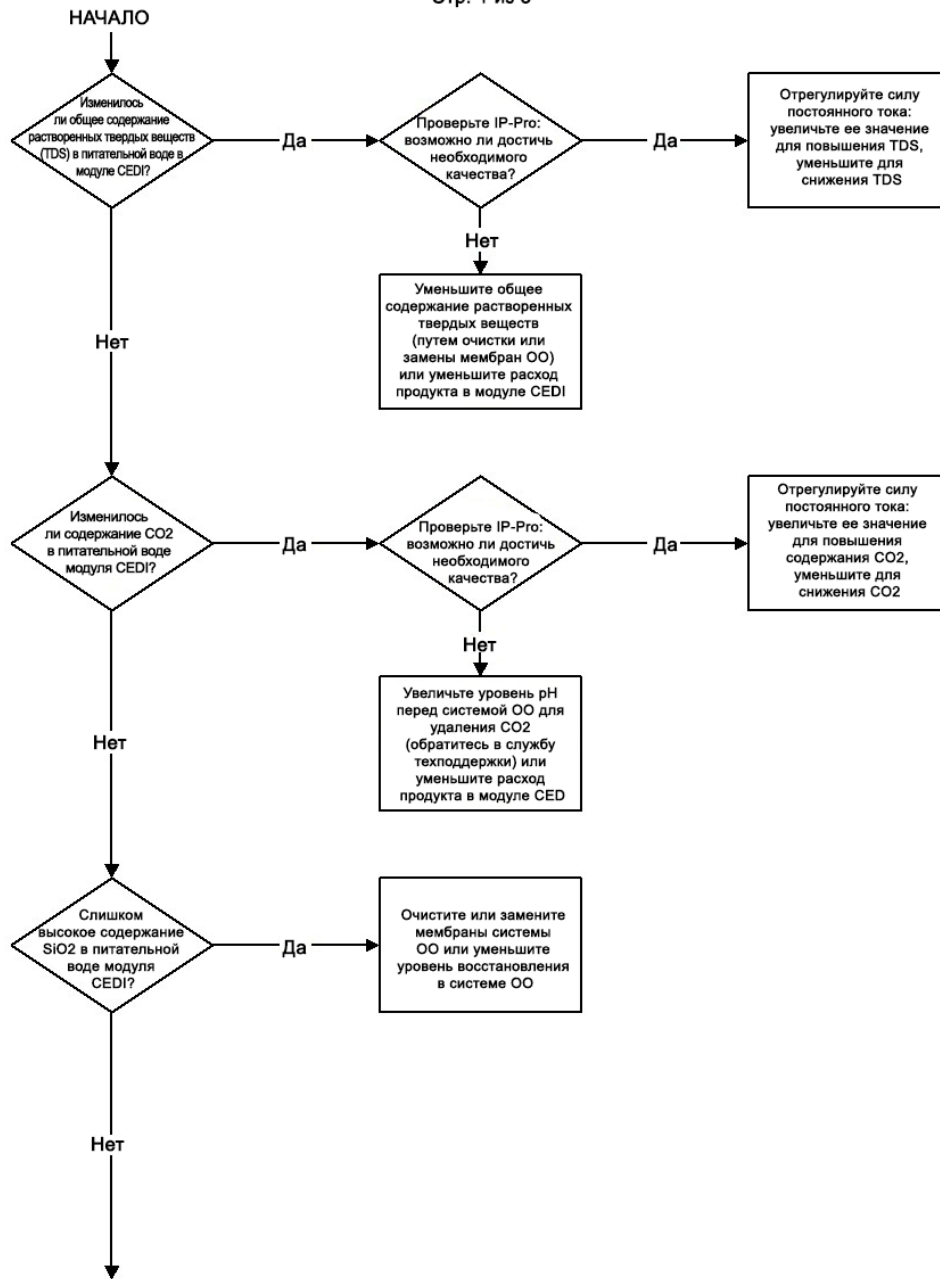 НАЧАЛО
Изменилось
ли общее содержание
растворенных твердых веществ
(TDS) в питательной воде в
модуле CEDI?
Да
Проверьте IP-Pro:
возможно ли достичь
необходимого
качества?
Да
Отрегулируйте силу
постоянного тока:
увеличьте ее значение
для повышения TDS,
уменьшите для
снижения TDS
Нет
Уменьшите общее
содержание растворенных
твердых веществ
(путем очистки или
замены мембран ОО)
или уменьшите расход
продукта в модуле CEDI
Нет
Изменилось
ли содержание CO2
в питательной воде
модуля CEDI?
Да
Проверьте IP-Pro:
возможно ли достичь
необходимого
качества?
Да
Отрегулируйте силу
постоянного тока:
увеличьте ее значение
для повышения
содержания CO2,
уменьшите для
снижения CO2
Нет
Увеличьте уровень pH
перед системой ОО для
удаления CO2
(обратитесь в службу
техподдержки) или
уменьшите расход
продукта в модуле CED
Нет
Слишком
высокое содержание
SiO2 в питательной
воде модуля
CEDI?
Да
Очистите или замените
мембраны системы
ОО или уменьшите
уровень восстановления
в системе ОО
Нет